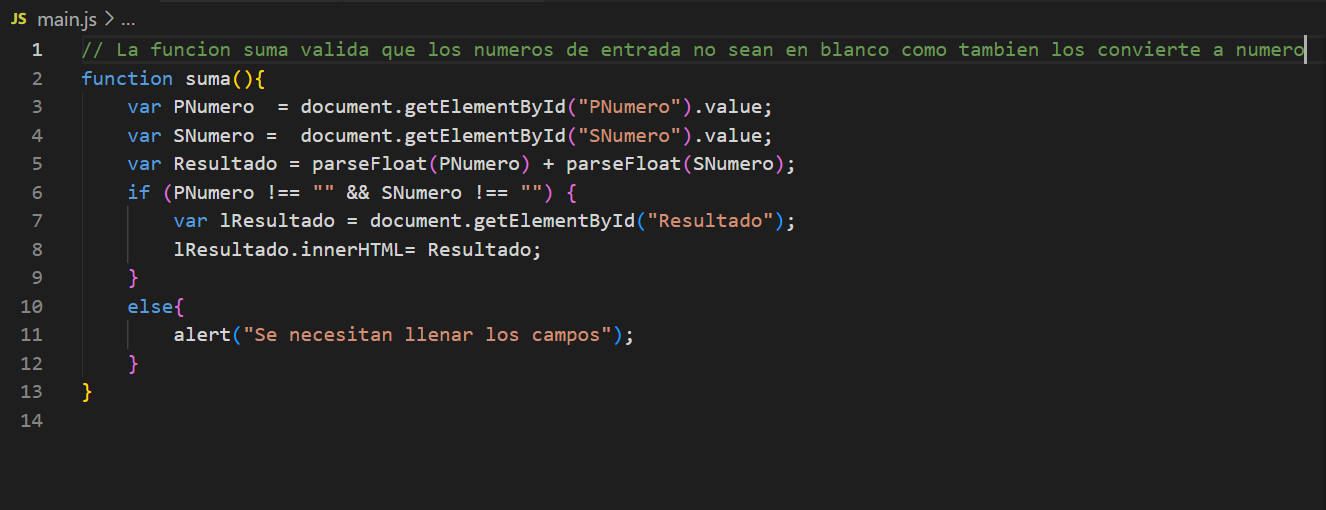 JS main.js > ...
1 // La funcion suma valida que los numeros de entrada no sean en blanco como tambien los convierte a numero
2 function suma(){
3     var PNumero  = document.getElementById("PNumero").value;
4     var SNumero =  document.getElementById("SNumero").value;
5     var Resultado = parseFloat(PNumero) + parseFloat(SNumero);
6     if (PNumero !== "" && SNumero !== "") {
7         var lResultado = document.getElementById("Resultado");
8         lResultado.innerHTML= Resultado;
9     }
10     else{
11         alert("Se necesitan llenar los campos");
12     }
13 }
14